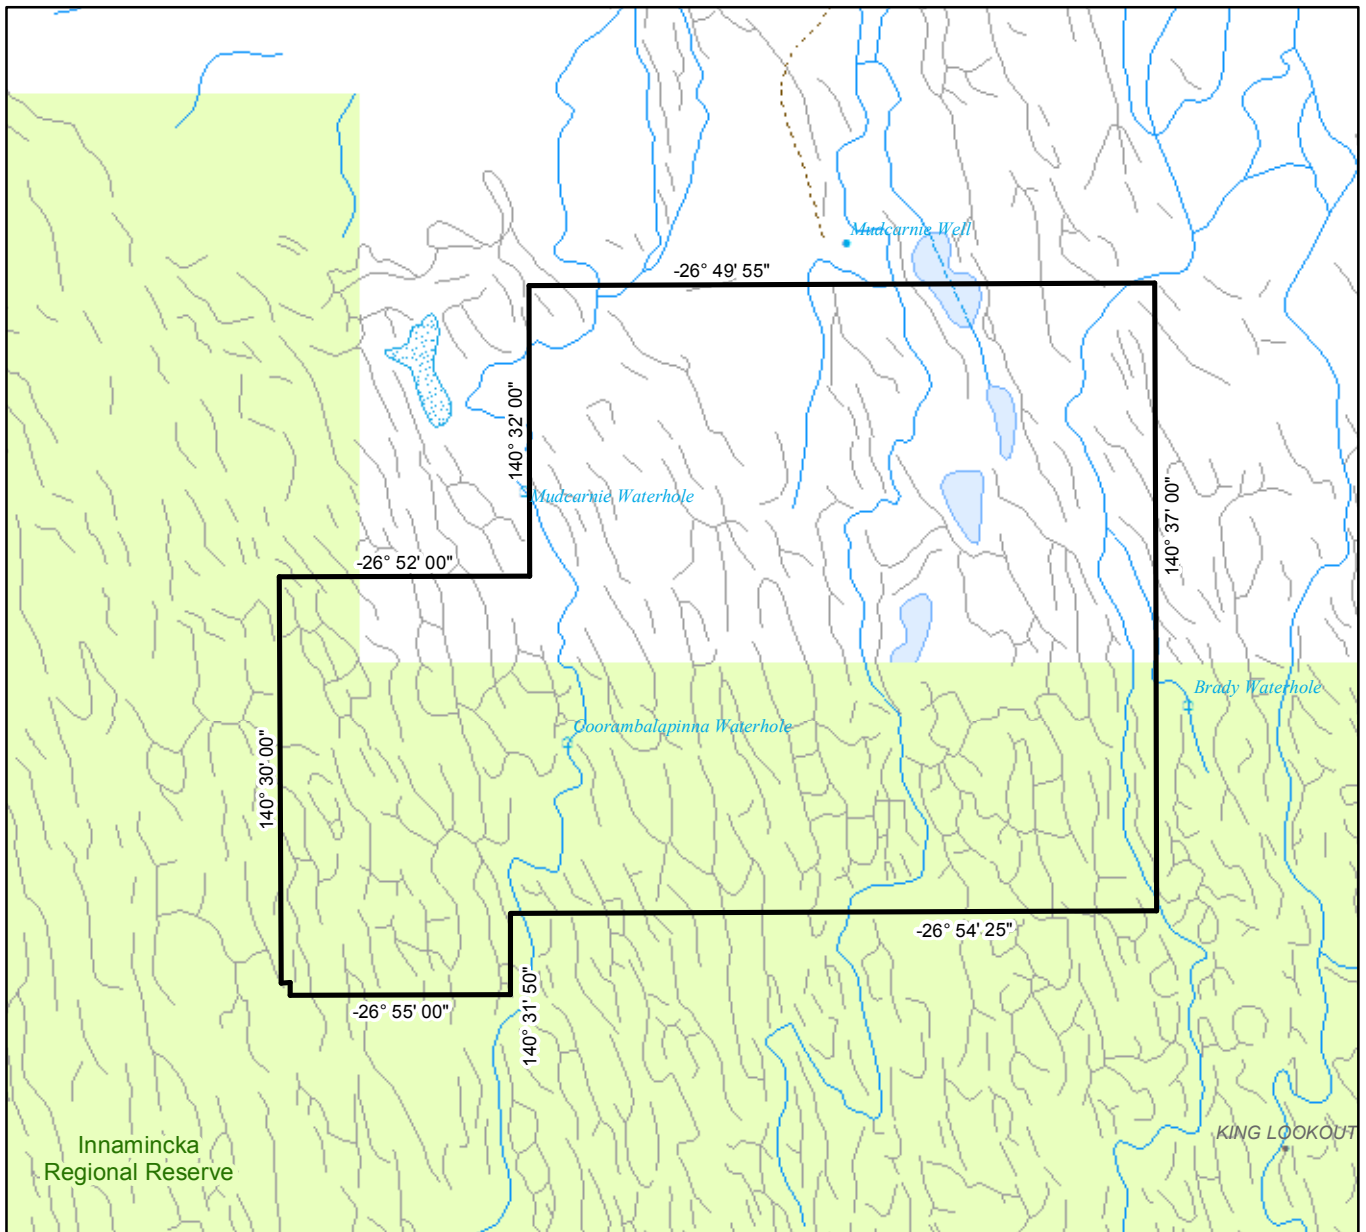 Mudcarnie Well
-26° 49' 55"
140° 32' 00"
Mudcarnie Waterhole
140° 37' 00"
-26° 52' 00"
Brady Waterhole
Coorambalapinna Waterhole
140° 30' 00"
-26° 54' 25"
140° 31' 50"
-26° 55' 00"
KING LOOKOUT
Innamincka
Regional Reserve